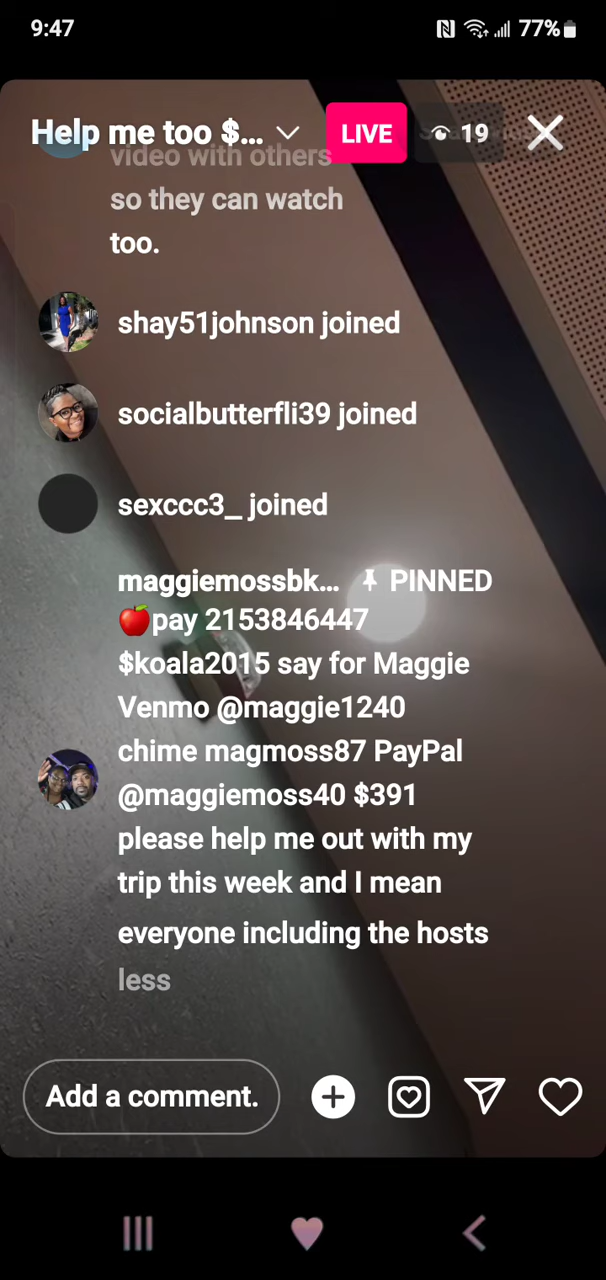 9:47
77%
Help me too $...
LIVE
19
video with others
so they can watch
too.
shay51johnson joined
socialbutterfli39 joined
sexccc3_ joined
maggiemossbk... PINNED
🍎pay 2153846447
$koala2015 say for Maggie
Venmo @maggie1240
chime magmoss87 PayPal
@maggiemoss40 $391
please help me out with my
trip this week and I mean
everyone including the hosts
less
Add a comment.